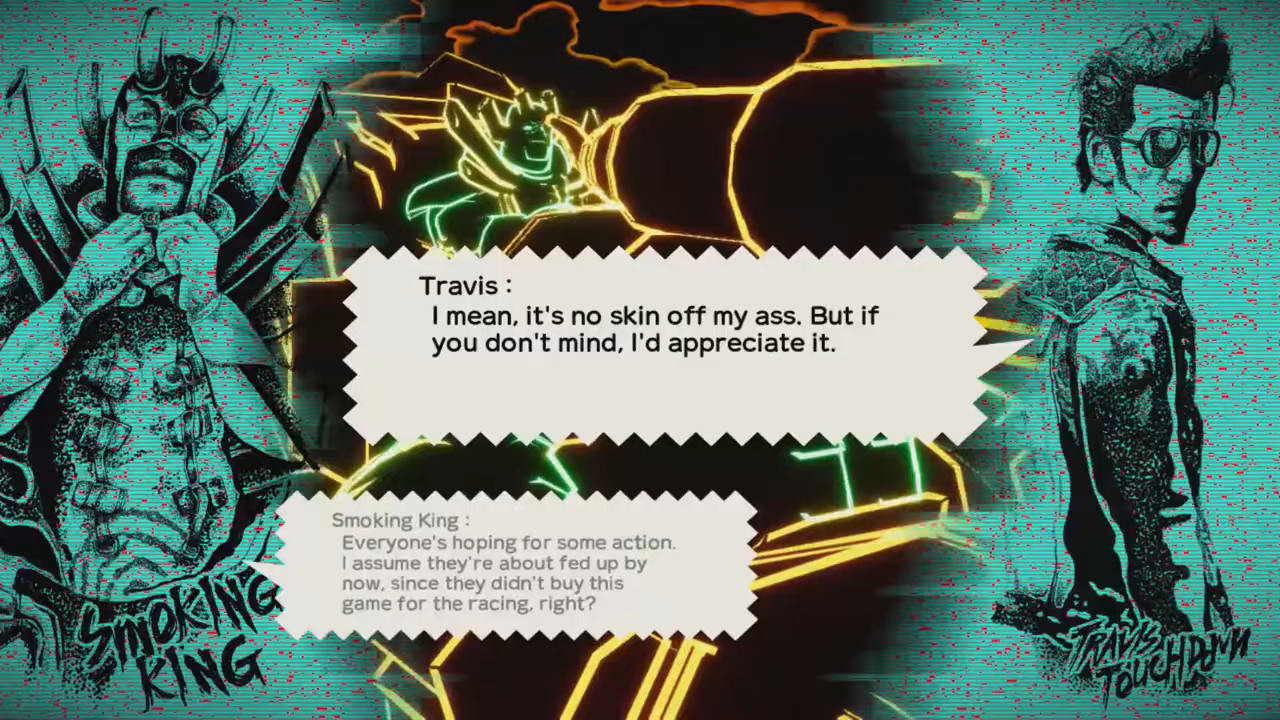 Travis :
I mean, it's no skin off my ass. But if
you don't mind, I'd appreciate it.
Smoking King :
Everyone's hoping for some action.
I assume they're about fed up by
now, since they didn't buy this
game for the racing, right?
SMOKING
KING
TRAVIS
TOUCHDOWN